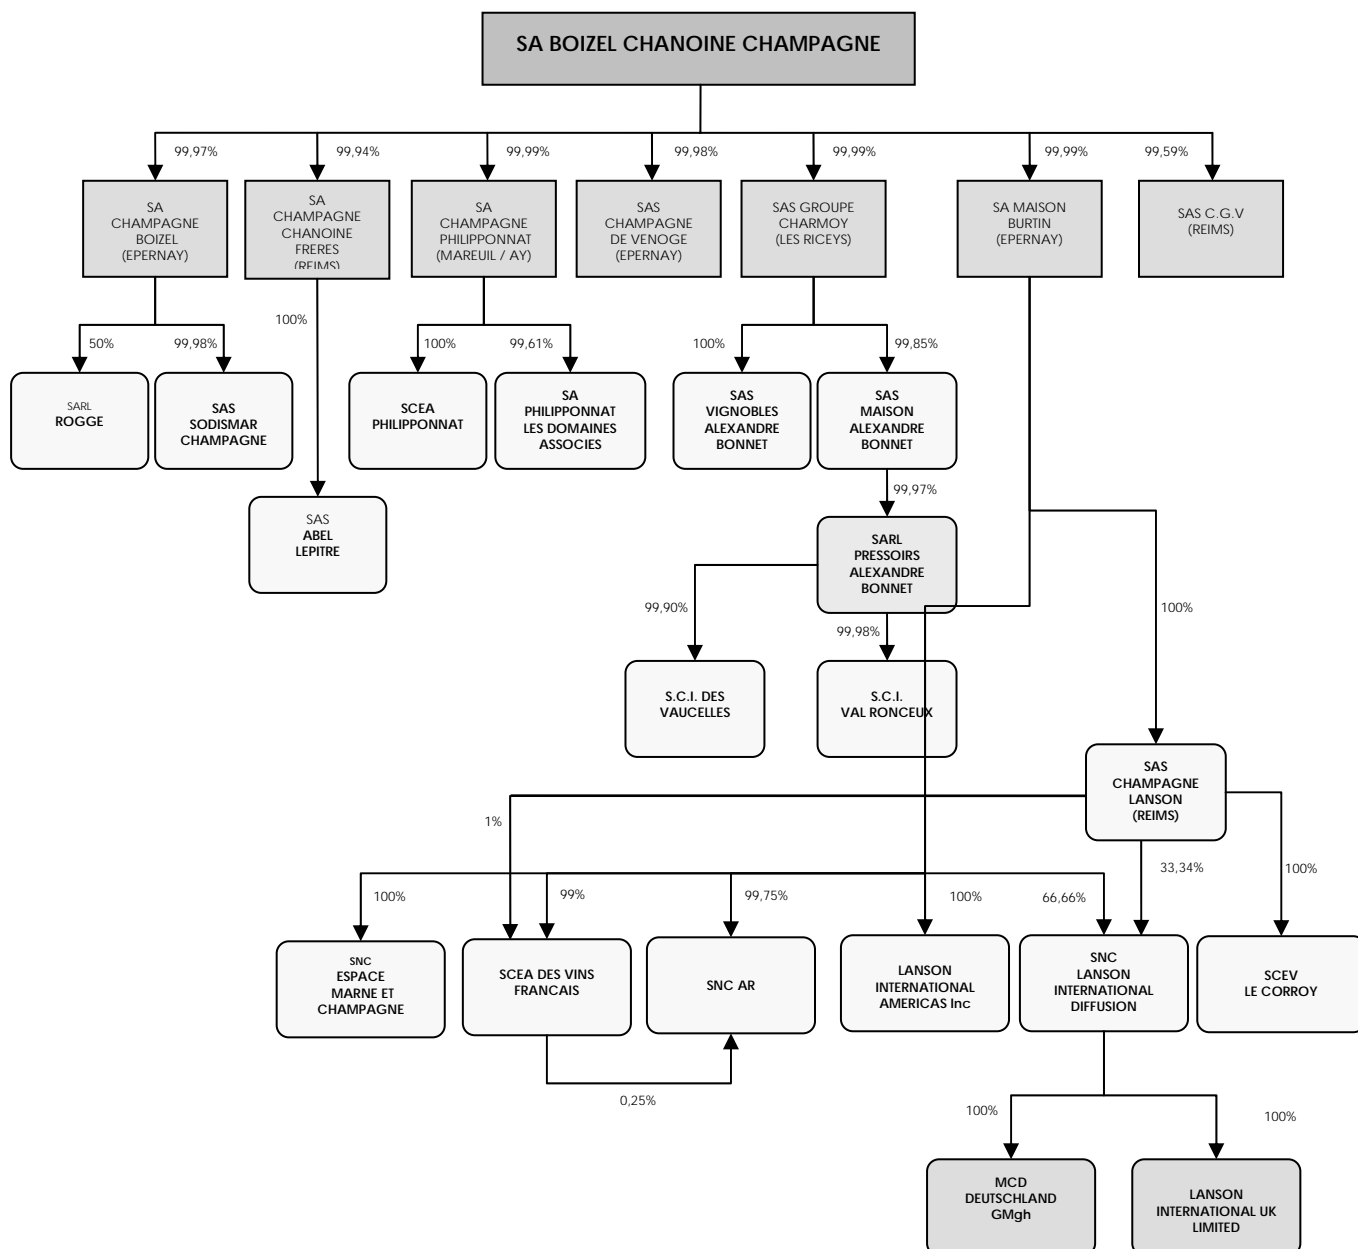 SA BOIZEL CHANOINE CHAMPAGNE
99,97%
99,94%
99,99%
99,98%
99,99%
99,99%
99,59%
SA
CHAMPAGNE
BOIZEL
(EPERNAY)
SA
CHAMPAGNE
CHANOINE
FRERES
(REIMS)
SA
CHAMPAGNE
PHILIPPONNAT
(MAREUIL / AY)
SAS
CHAMPAGNE
DE VENOGE
(EPERNAY)
SAS GROUPE
CHARMOY
(LES RICEYS)
SA MAISON
BURTIN
(EPERNAY)
SAS C.G.V
(REIMS)
50%
99,98%
100%
100%
99,61%
100%
99,85%
SARL
ROGGE
SAS
SODISMAR
CHAMPAGNE
SCEA
PHILIPPONNAT
SA
PHILIPPONNAT
LES DOMAINES
ASSOCIES
SAS
VIGNOBLES
ALEXANDRE
BONNET
SAS
MAISON
ALEXANDRE
BONNET
99,97%
SAS
ABEL
LEPITRE
SARL
PRESSOIRS
ALEXANDRE
BONNET
99,90%
99,98%
100%
S.C.I. DES
VAUCELLES
S.C.I.
VAL RONCEUX
SAS
CHAMPAGNE
LANSON
(REIMS)
1%
33,34%
100%
100%
99%
99,75%
100%
66,66%
SNC
ESPACE
MARNE ET
CHAMPAGNE
SCEA DES VINS
FRANCAIS
SNC AR
LANSON
INTERNATIONAL
AMERICAS Inc
SNC
LANSON
INTERNATIONAL
DIFFUSION
SCEV
LE CORROY
0,25%
100%
100%
MCD
DEUTSCHLAND
GMgh
LANSON
INTERNATIONAL UK
LIMITED